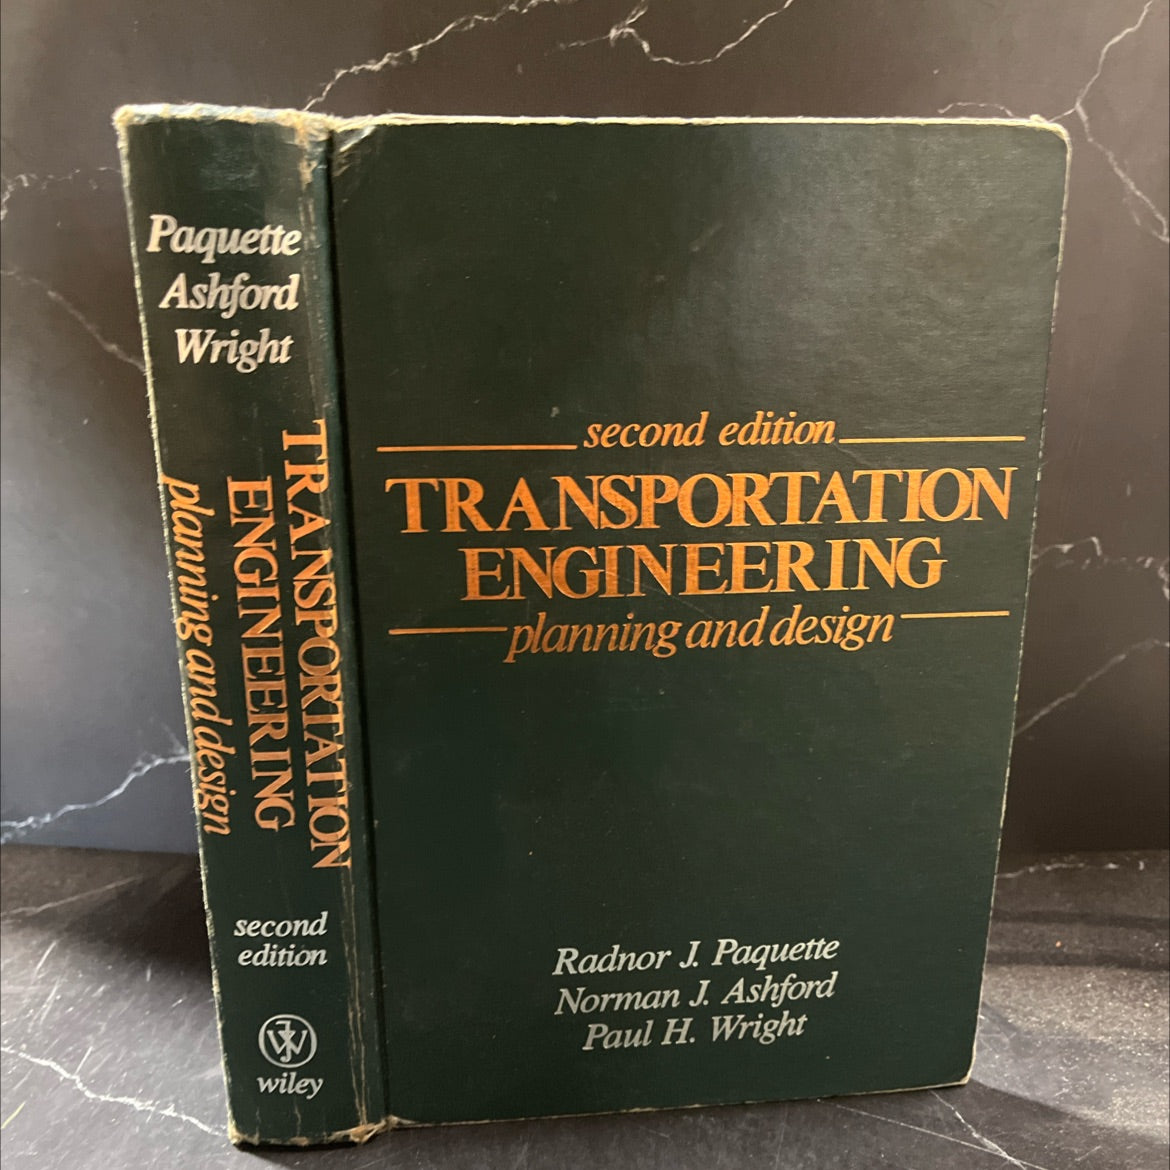 Paquette
Ashford
Wright
TRANSPORTATION
ENGINEERING
planning and design
second
edition
JW
wiley
second edition
TRANSPORTATION
ENGINEERING
planning and design
Radnor J. Paquette
Norman J. Ashford
Paul H. Wright